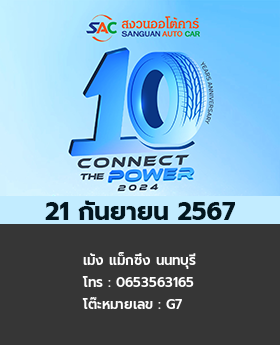 SAC สงวนออโต้คาร์
SANGUAN AUTO CAR
10
YEARS ANNIVERSARY
CONNECT
THE POWER
2024
21 กันยายน 2567
เม้ง แม็กซิง นนทบุรี
โทร : 0653563165
โต๊ะหมายเลข : G7